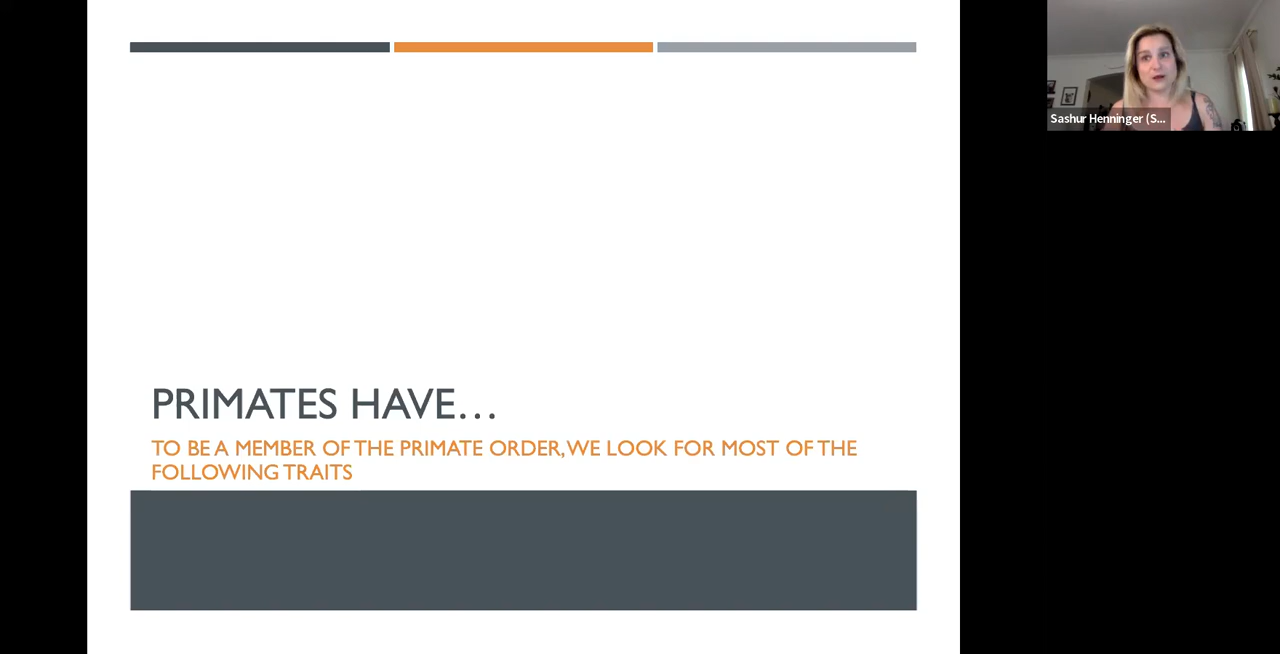 Sashur Henninger (S...
PRIMATES HAVE...
TO BE A MEMBER OF THE PRIMATE ORDER, WE LOOK FOR MOST OF THE
FOLLOWING TRAITS